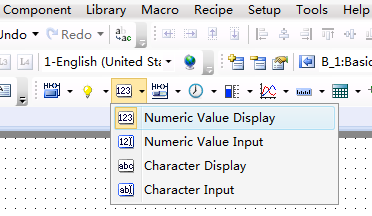 Component Library Macro Recipe Setup Tools Help
Undo Redo
1-English (United Sta B_1:Basic
123
Numeric Value Display
Numeric Value Input
Character Display
Character Input